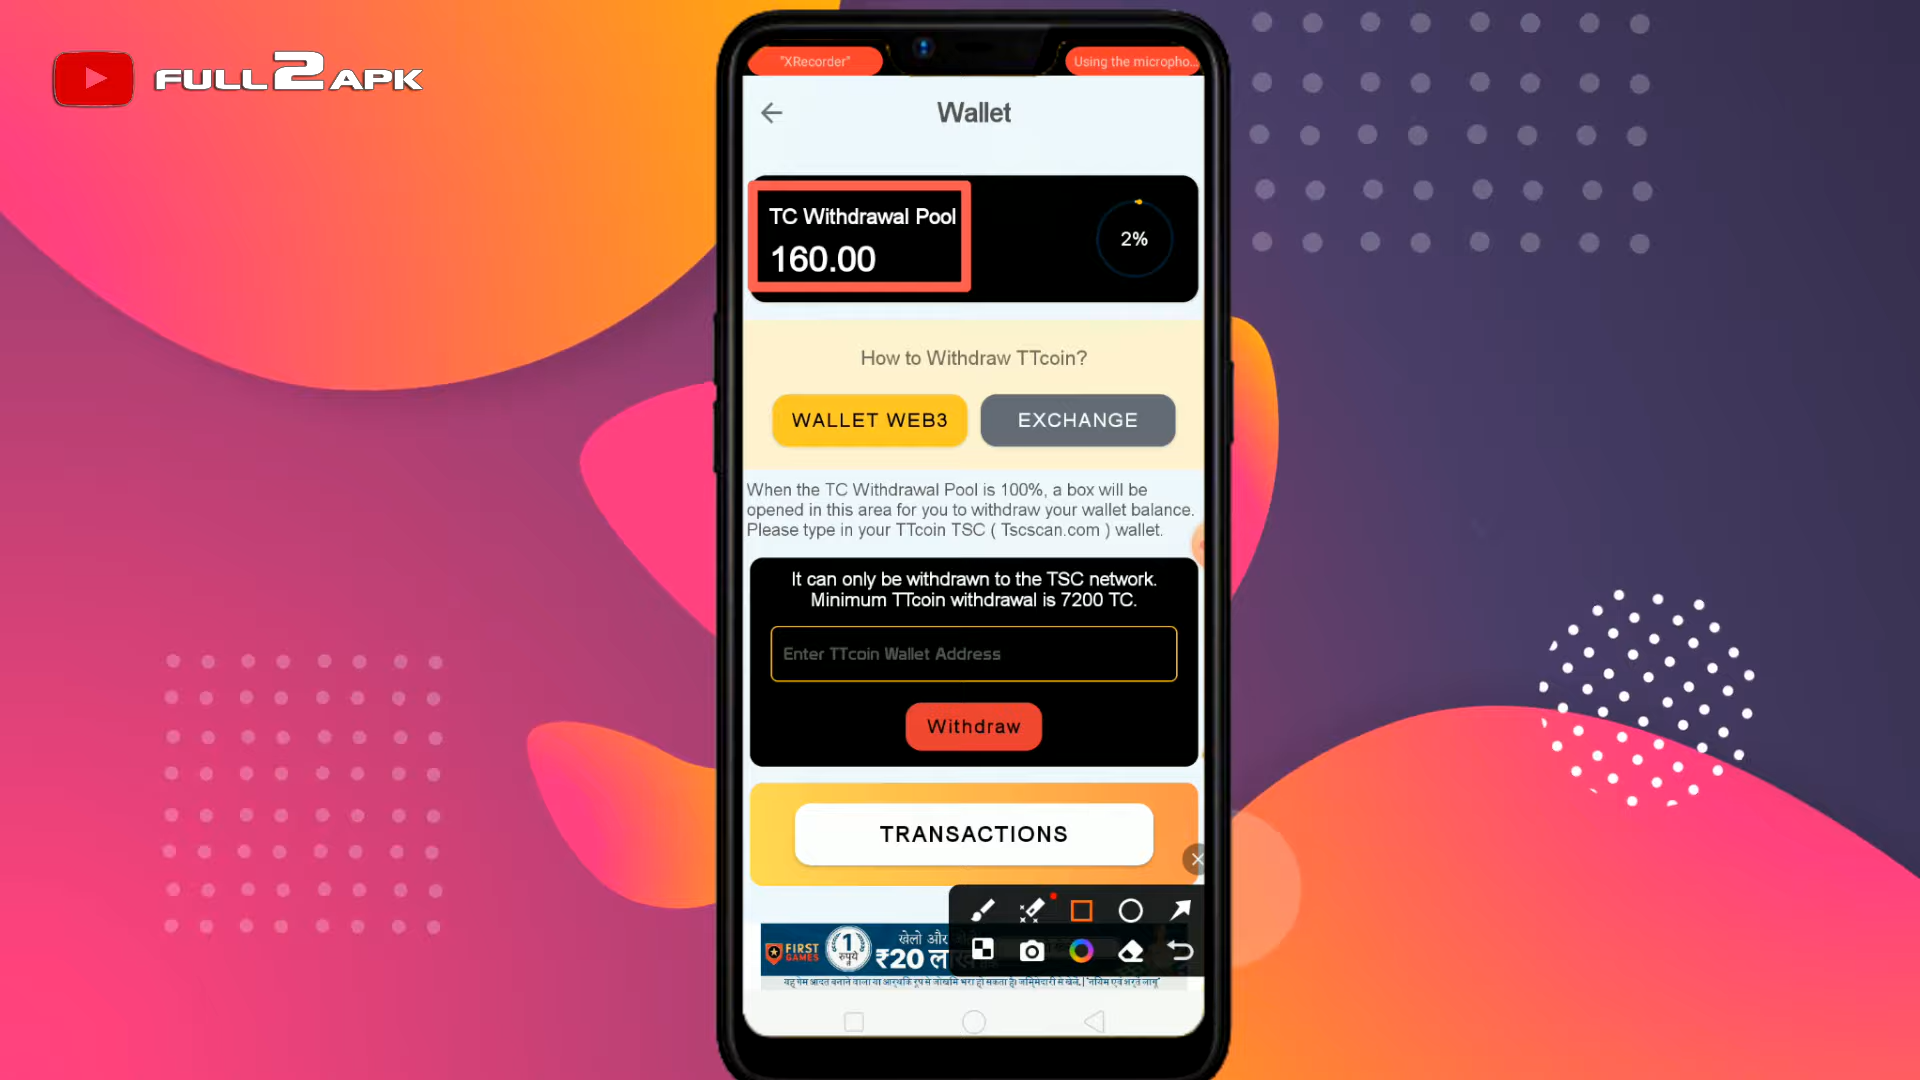 FULL2APK
"XRecorder"
Using the micropho...
Wallet
TC Withdrawal Pool
160.00
2%
How to Withdraw TTcoin?
WALLET WEB3
EXCHANGE
When the TC Withdrawal Pool is 100%, a box will be
opened in this area for you to withdraw your wallet balance.
Please type in your TTcoin TSC ( Tscscan.com ) wallet.
It can only be withdrawn to the TSC network.
Minimum TTcoin withdrawal is 7200 TC.
Enter TTcoin Wallet Address
Withdraw
TRANSACTIONS
FIRST
GAMES
1
रुपये
में
खेलो और
₹20 ला